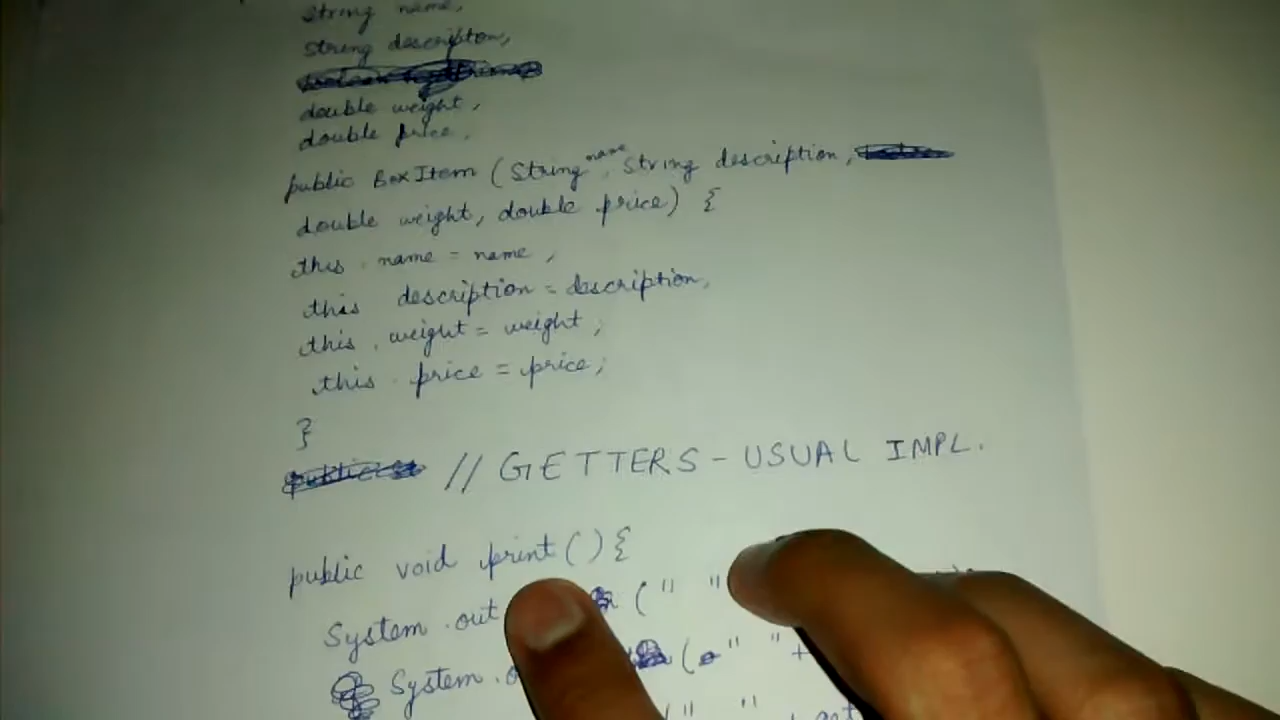 String name,
String descripton,
double weight,
double price.
public BoxItem (String name, String description,
double weight, double price) {
this . name = name ,
this description = description,
this . weight = weight ;
this . price = price ;
}
// GETTERS - USUAL IMPL.
public void print () {
System . out (" "
System . (" " +
(" " get